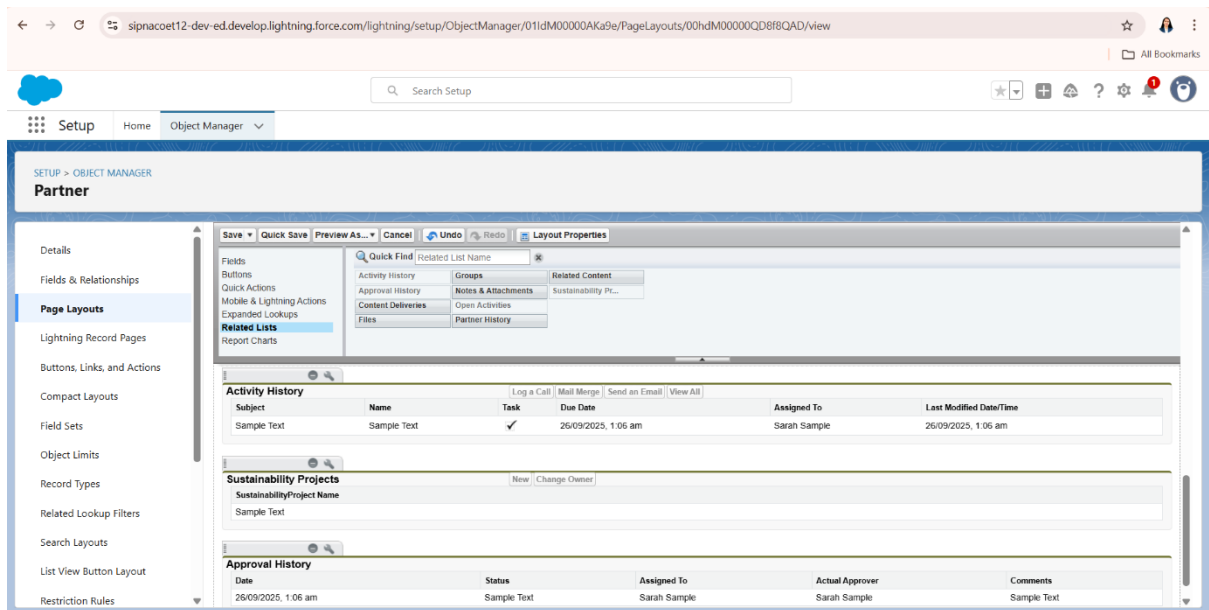 sipnacoet12-dev-ed.develop.lightning.force.com/lightning/setup/ObjectManager/01IdM00000AKa9e/PageLayouts/00hdM00000QD8f8QAD/view
All Bookmarks
Search Setup
1
Setup Home Object Manager
SETUP > OBJECT MANAGER
Partner
Details
Fields & Relationships
Page Layouts
Lightning Record Pages
Buttons, Links, and Actions
Compact Layouts
Field Sets
Object Limits
Record Types
Related Lookup Filters
Search Layouts
List View Button Layout
Restriction Rules
Save Quick Save Preview As... Cancel Undo Redo Layout Properties
Fields
Buttons
Quick Actions
Mobile & Lightning Actions
Expanded Lookups
Related Lists
Report Charts
Quick Find Related List Name
Activity History Groups Related Content
Approval History Notes & Attachments Sustainability Pr...
Content Deliveries Open Activities
Files Partner History
Activity History Log a Call Mail Merge Send an Email View All
Subject Name Task Due Date Assigned To Last Modified Date/Time
Sample Text Sample Text ✓ 26/09/2025, 1:06 am Sarah Sample 26/09/2025, 1:06 am
Sustainability Projects New Change Owner
SustainabilityProject Name
Sample Text
Approval History
Date Status Assigned To Actual Approver Comments
26/09/2025, 1:06 am Sample Text Sarah Sample Sarah Sample Sample Text